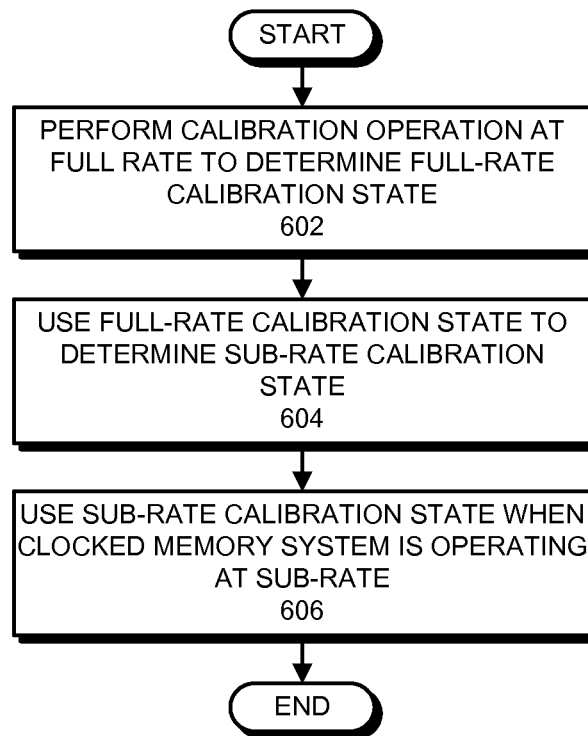 START
PERFORM CALIBRATION OPERATION AT
FULL RATE TO DETERMINE FULL-RATE
CALIBRATION STATE
602
USE FULL-RATE CALIBRATION STATE TO
DETERMINE SUB-RATE CALIBRATION
STATE
604
USE SUB-RATE CALIBRATION STATE WHEN
CLOCKED MEMORY SYSTEM IS OPERATING
AT SUB-RATE
606
END